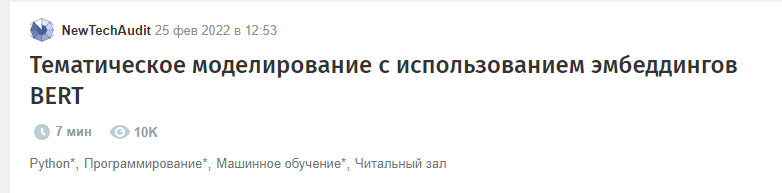 NewTechAudit 25 фев 2022 в 12:53
Тематическое моделирование с использованием эмбеддингов
BERT
7 мин 10K
Python*, Программирование*, Машинное обучение*, Читальный зал